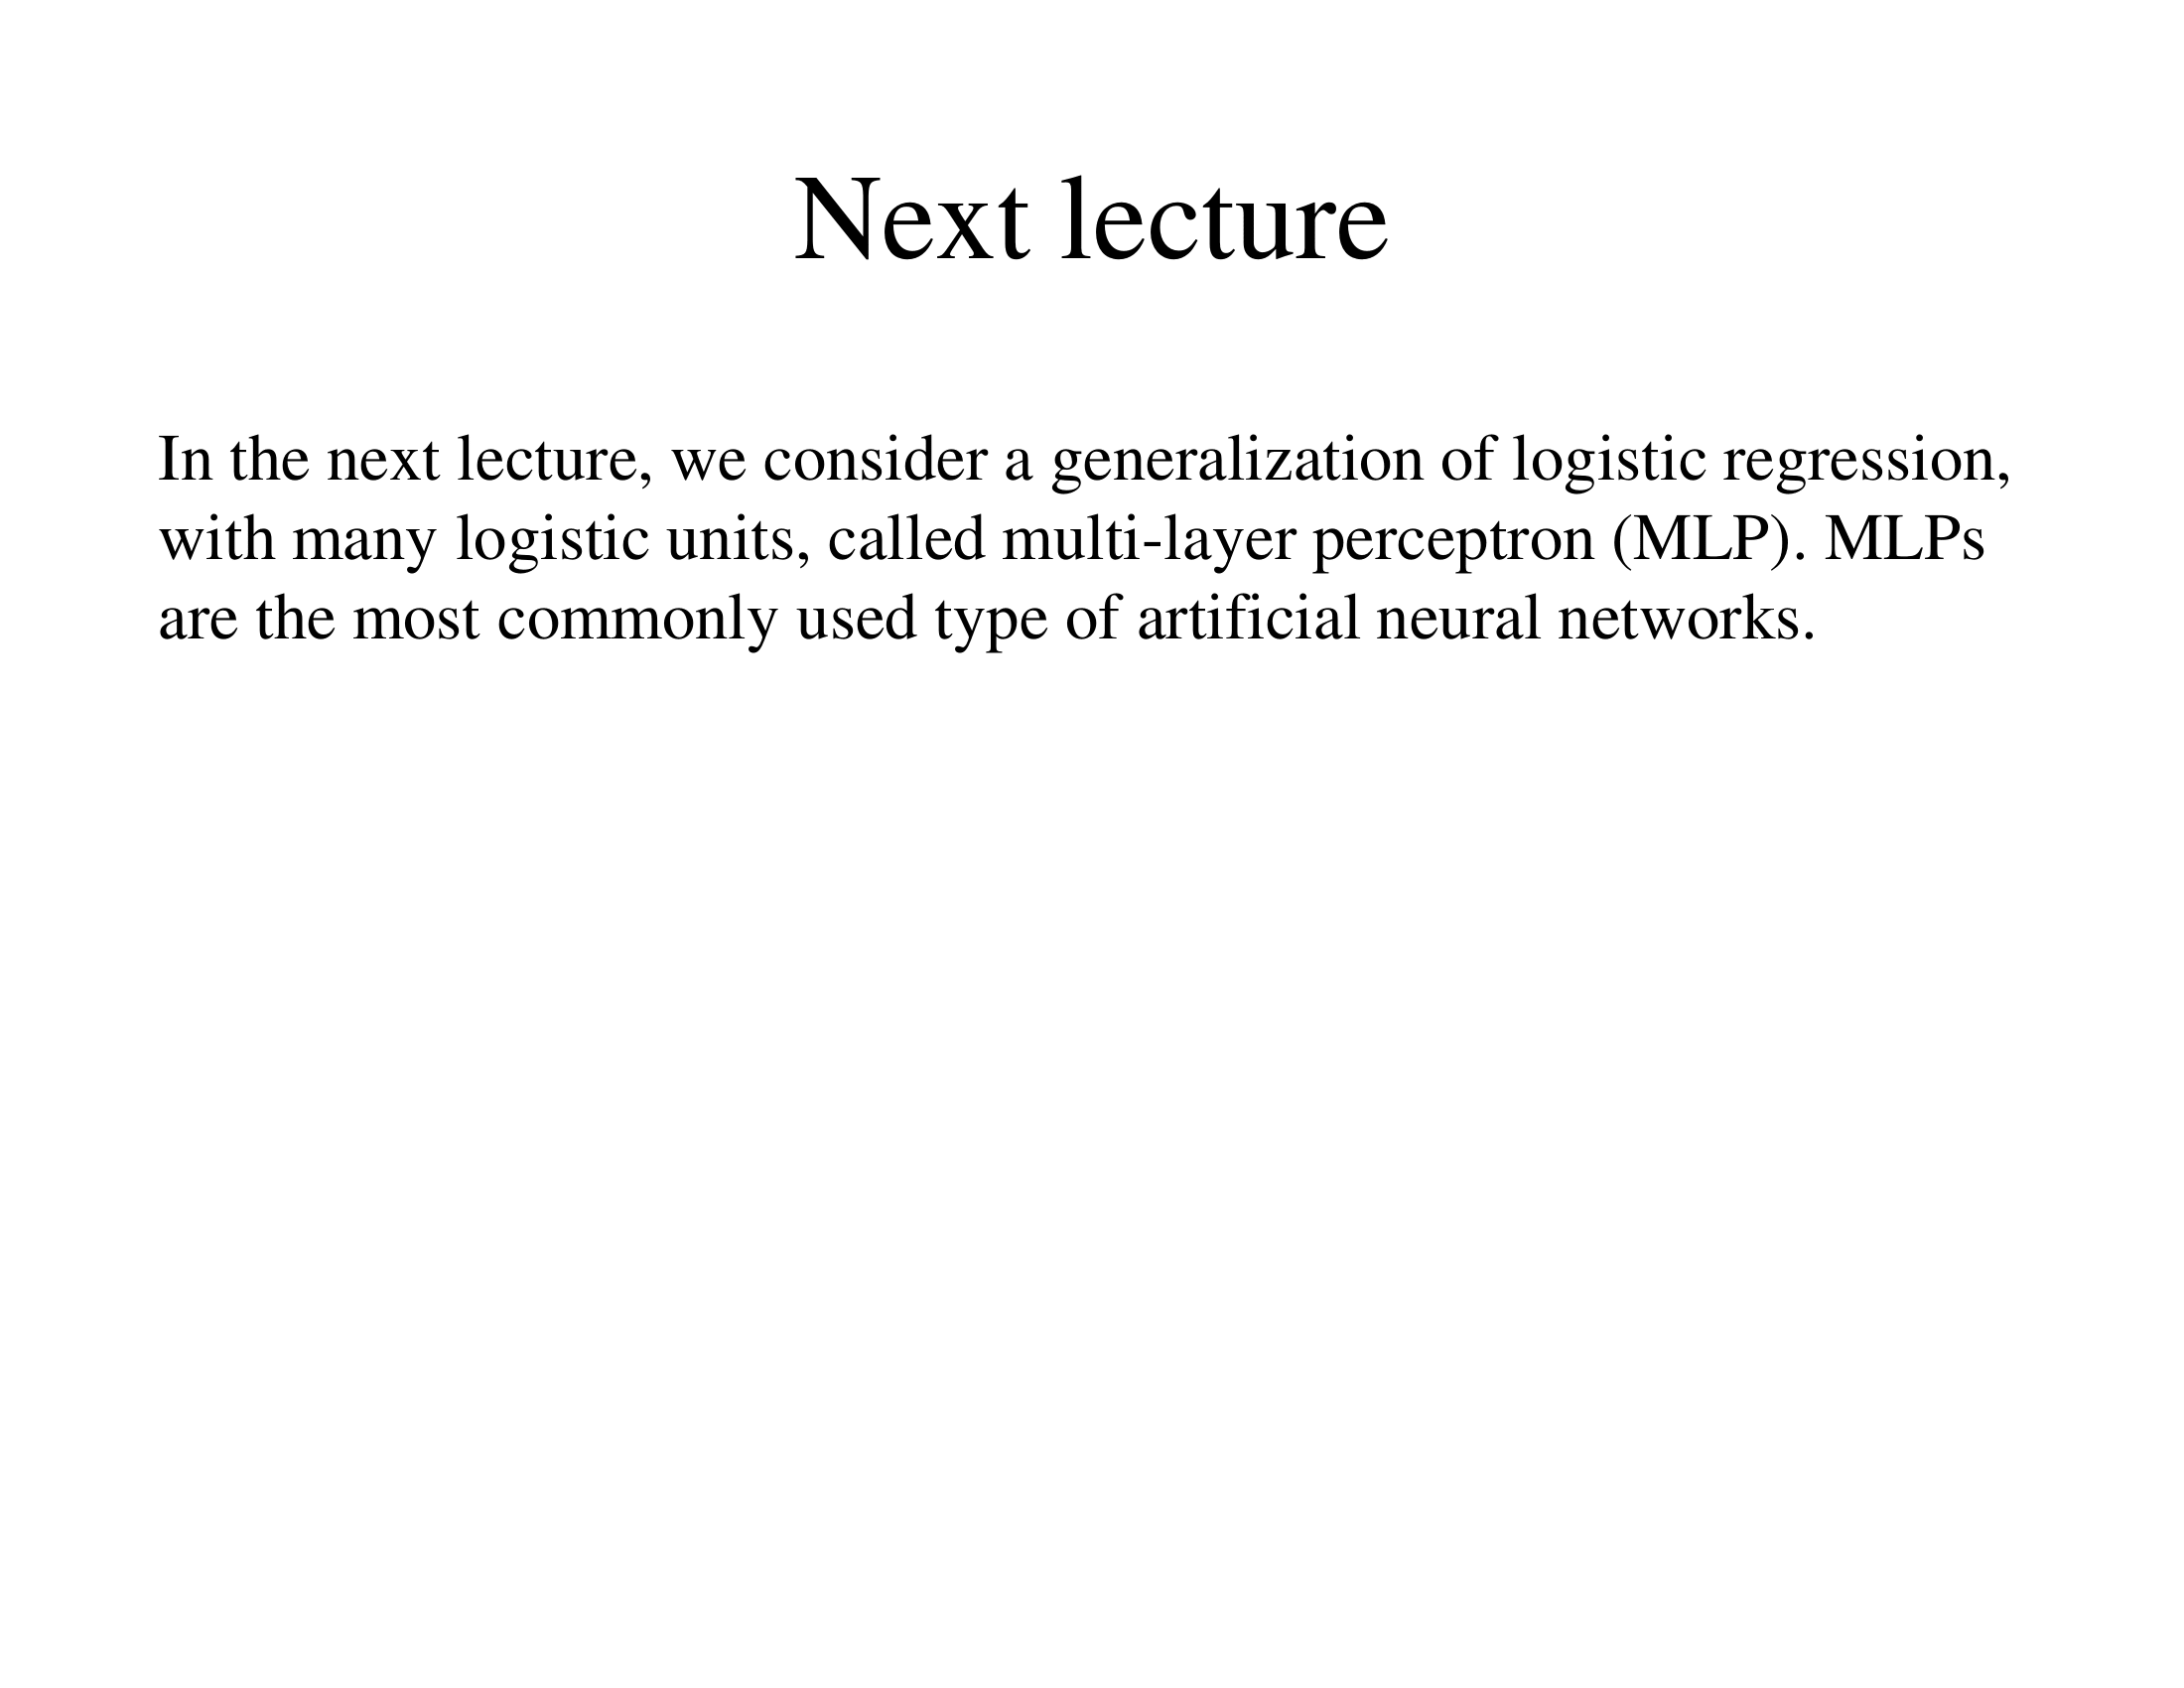 Next lecture
In the next lecture, we consider a generalization of logistic regression,
with many logistic units, called multi-layer perceptron (MLP). MLPs
are the most commonly used type of artificial neural networks.